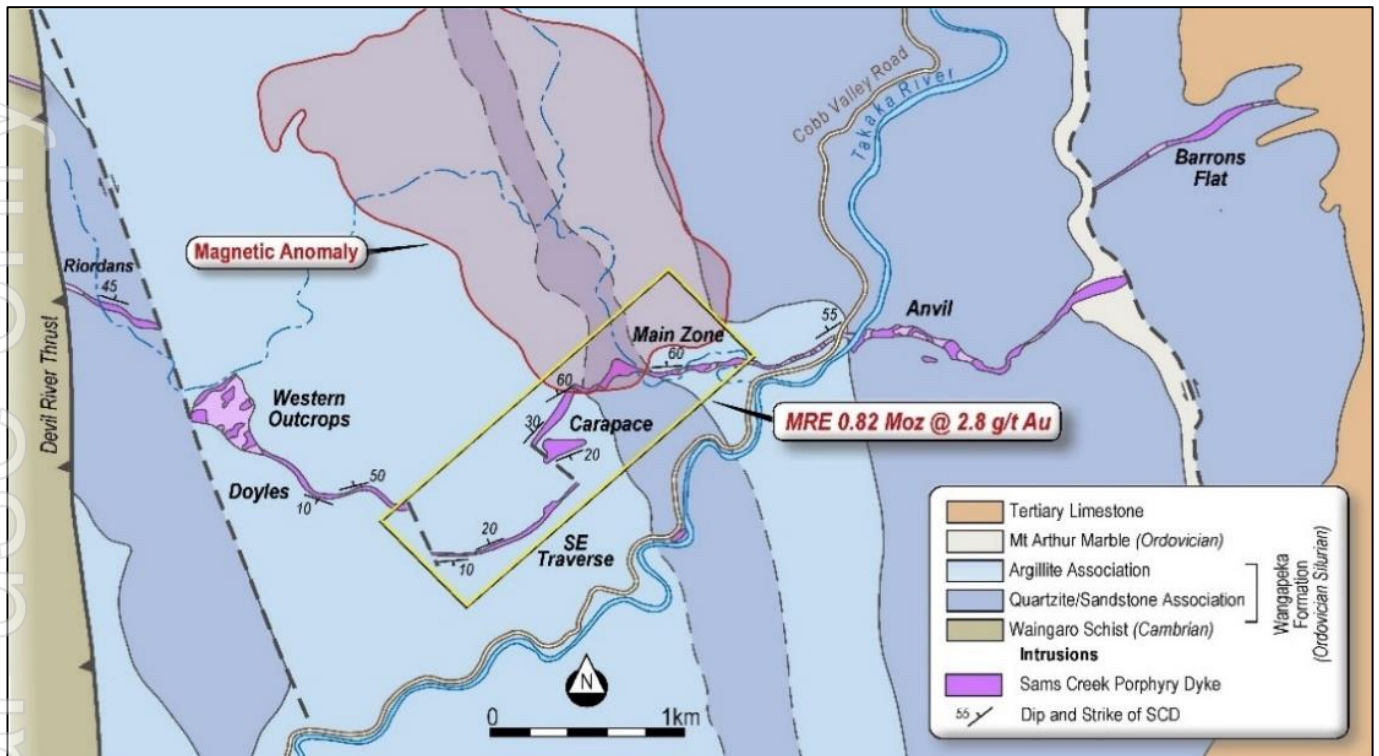 Cobb Valley Road
Takaka River
Barrons
Flat
Magnetic Anomaly
Riordans
45
Devil River Thrust
Main Zone
55
Anvil
60
60
Western
Outcrops
MRE 0.82 Moz @ 2.8 g/t Au
30
Carapace
20
Doyles
50
10
20
SE
Traverse
10
N
0
1km
Tertiary Limestone
Mt Arthur Marble (Ordovician)
Argillite Association
Quartzite/Sandstone Association
Waingaro Schist (Cambrian)
Wangapeka
Formation
(Ordovician Silurian)
Intrusions
Sams Creek Porphyry Dyke
55
Dip and Strike of SCD